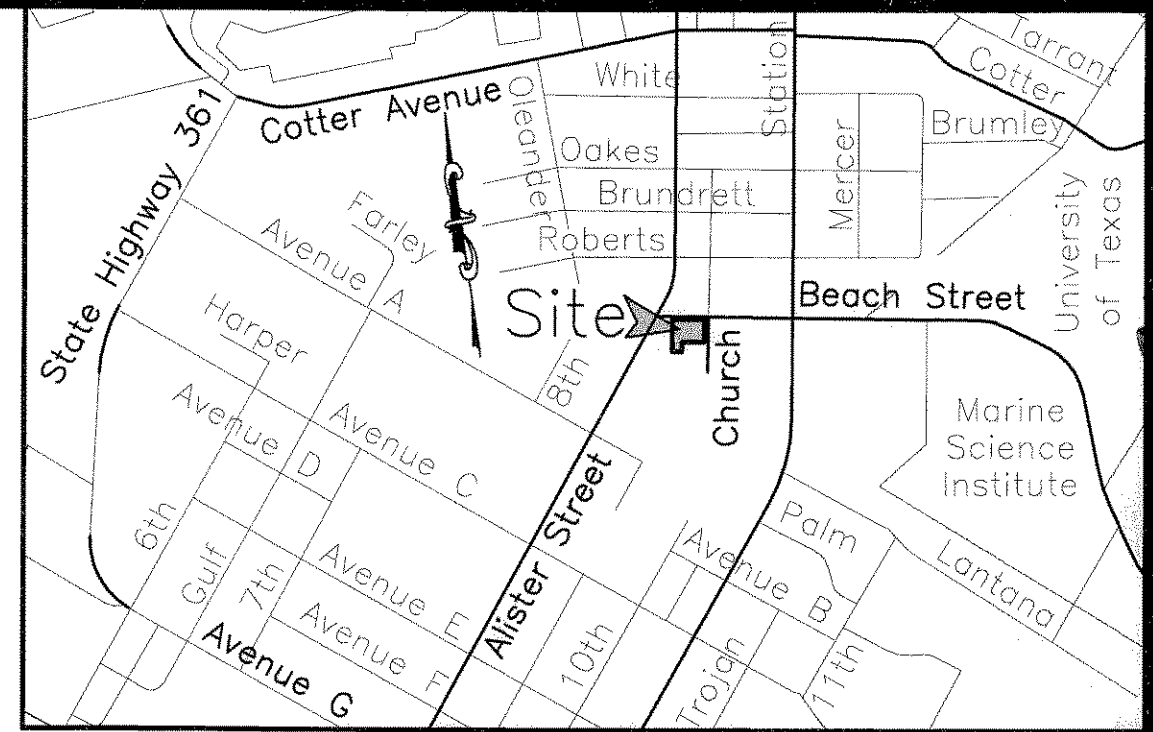 Tarrant
Cotter
White
Station
Cotter Avenue
Oleander
State Highway 361
Brumley
Mercer
Oakes
Brundrett
Farley
Avenue A
Roberts
University
of Texas
Harper
Site
Beach Street
8th
Church
Avenue D
Avenue C
Marine
Science
Institute
Alister Street
6th
Gulf
7th
Avenue E
Palm
Avenue B
Lantana
Avenue F
10th
Avenue G
Trojan
11th